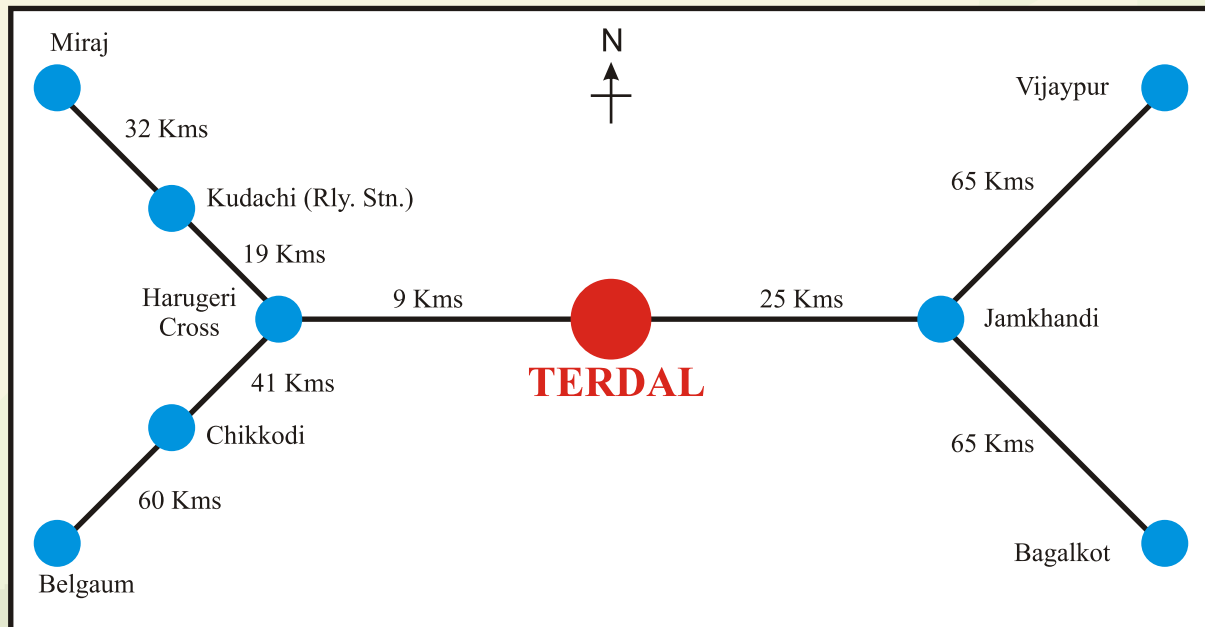 Miraj
N
Vijaypur
32 Kms
65 Kms
Kudachi (Rly. Stn.)
19 Kms
Harugeri
Cross
9 Kms
25 Kms
Jamkhandi
TERDAL
41 Kms
Chikkodi
65 Kms
60 Kms
Bagalkot
Belgaum